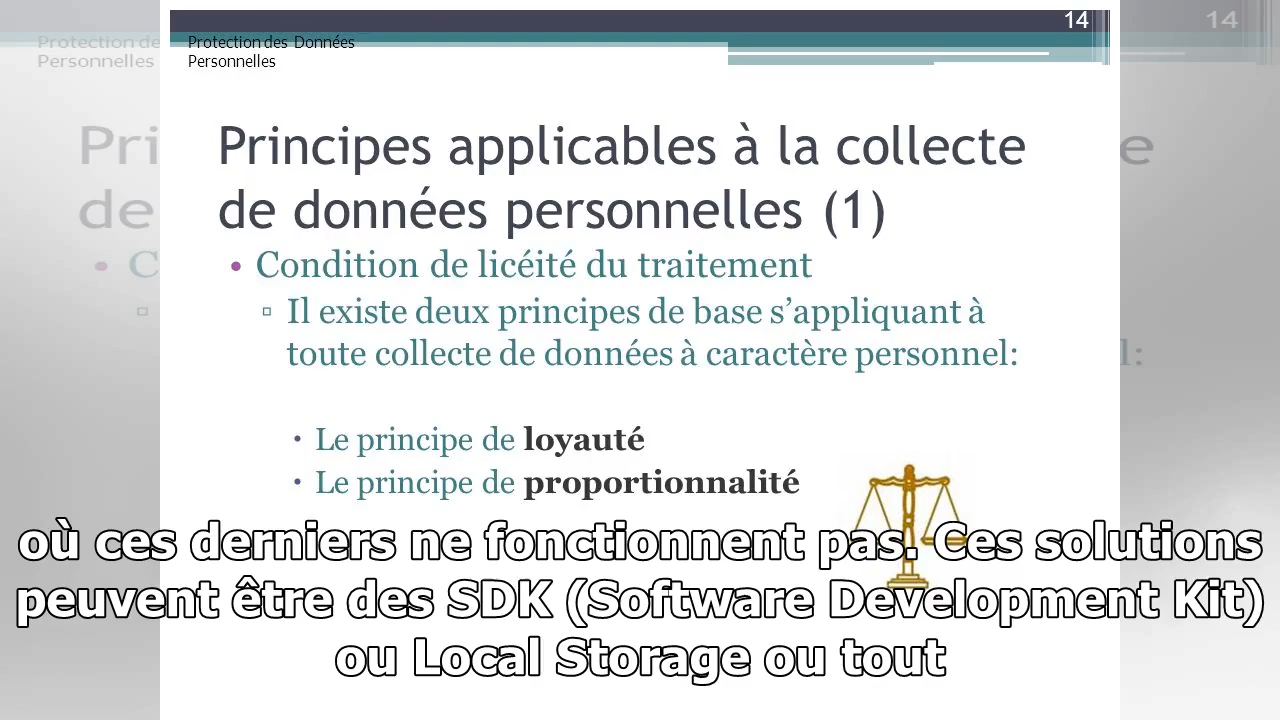 14
Protection des Données
Personnelles
Principes applicables à la collecte
de données personnelles (1)
• Condition de licéité du traitement
▫ Il existe deux principes de base s’appliquant à
toute collecte de données à caractère personnel:
▪ Le principe de loyauté
▪ Le principe de proportionnalité
où ces derniers ne fonctionnent pas. Ces solutions
peuvent être des SDK (Software Development Kit)
ou Local Storage ou tout